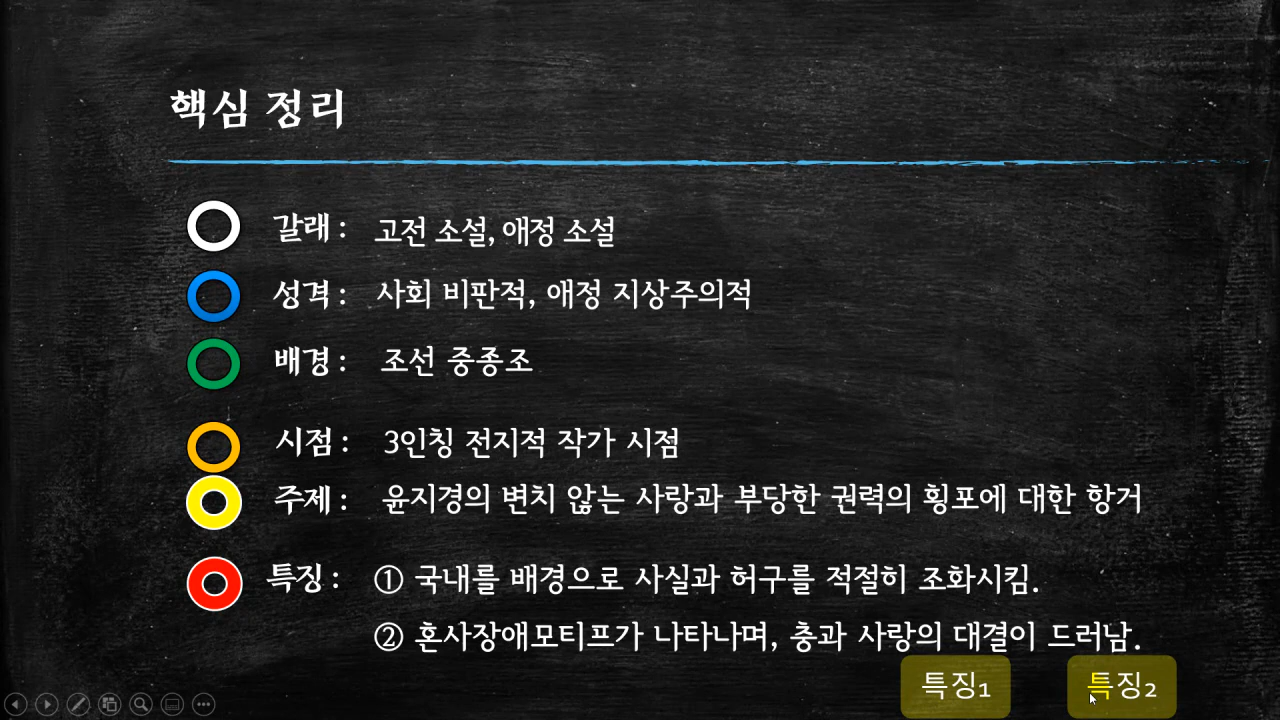 핵심 정리
갈래 : 고전 소설, 애정 소설
성격 : 사회 비판적, 애정 지상주의적
배경 : 조선 중종조
시점 : 3인칭 전지적 작가 시점
주제 : 윤지경의 변치 않는 사랑과 부당한 권력의 횡포에 대한 항거
특징 : ① 국내를 배경으로 사실과 허구를 적절히 조화시킴.
② 혼사장애모티프가 나타나며, 충과 사랑의 대결이 드러남.
특징1 특징2